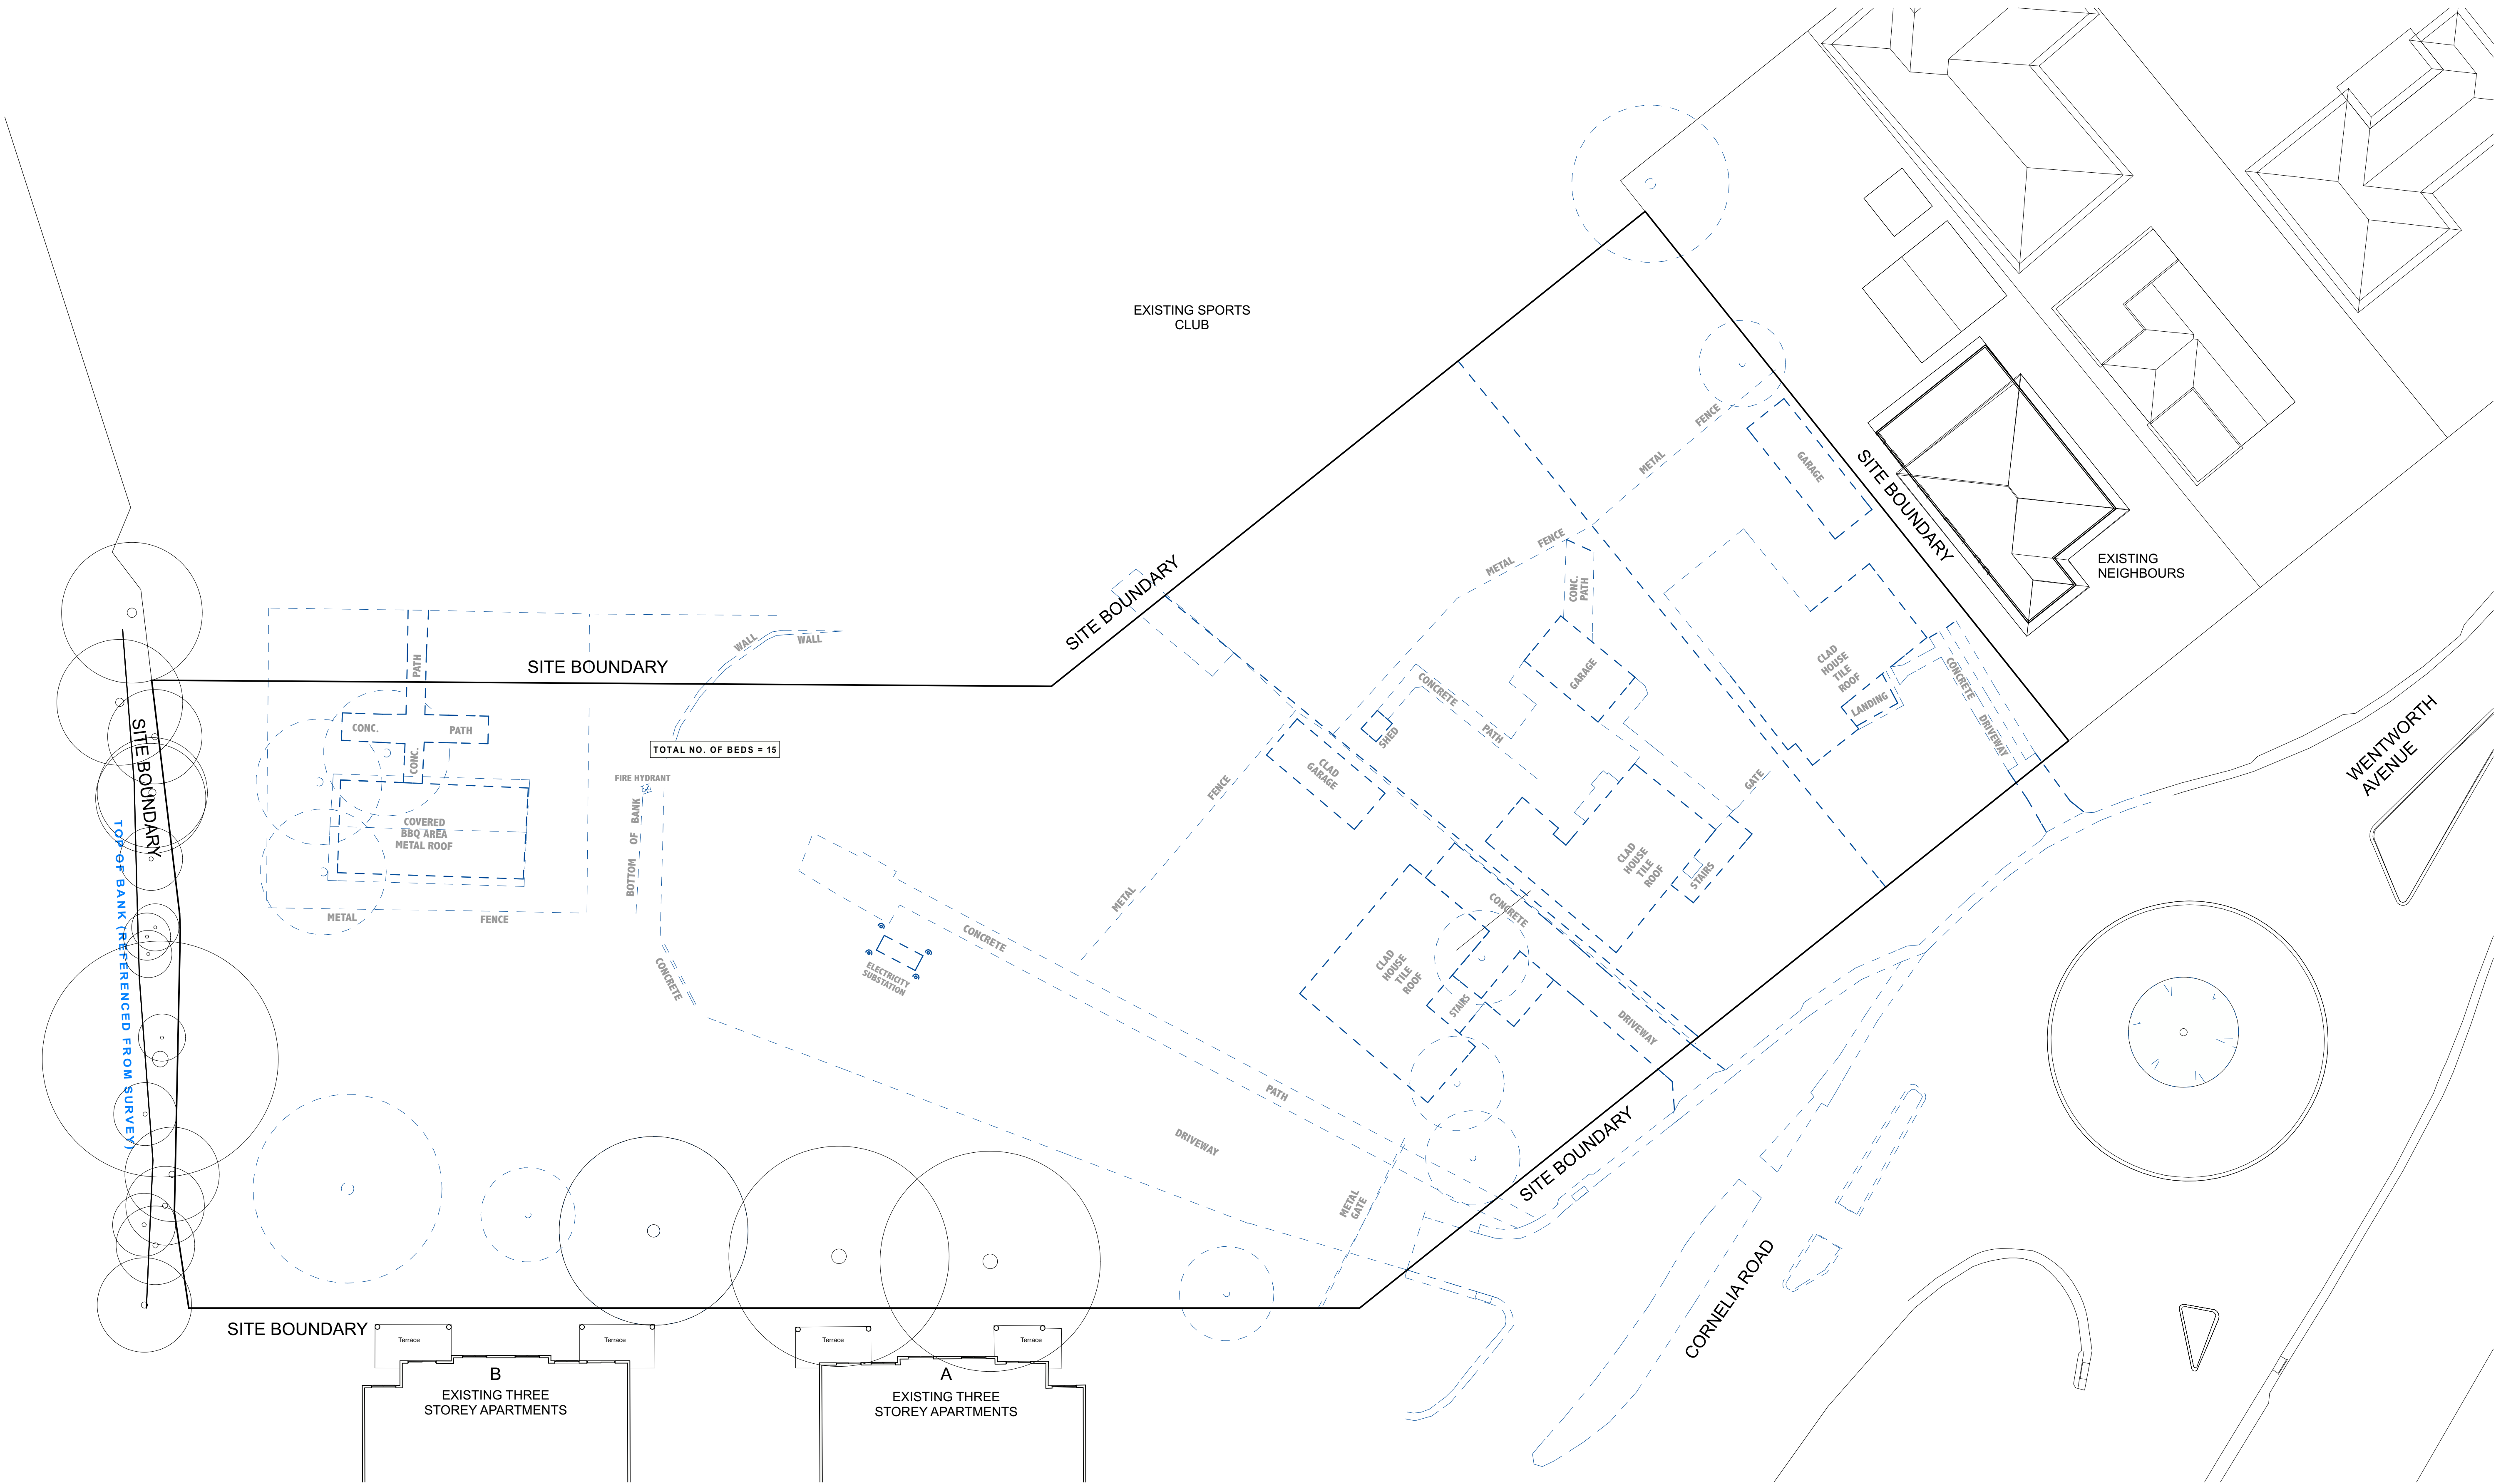 EXISTING SPORTS
CLUB
SITE BOUNDARY
EXISTING
NEIGHBOURS
WENTWORTH
AVENUE
FENCE
METAL
GARAGE
FENCE
METAL
CONC.
PATH
SITE BOUNDARY
SITE BOUNDARY
WALL
WALL
PATH
CONC.
PATH
CONC.
TOTAL NO. OF BEDS = 15
FIRE HYDRANT
BOTTOM OF BANK
COVERED
BBQ AREA
METAL ROOF
METAL
FENCE
SITE BOUNDARY
TOP OF BANK (REFERENCED FROM SURVEY)
CLAD
HOUSE
TILE
ROOF
LANDING
CONCRETE
DRIVEWAY
GARAGE
CONCRETE
PATH
SHED
CLAD
GARAGE
FENCE
METAL
GATE
CLAD
HOUSE
TILE
ROOF
STAIRS
CONCRETE
CLAD
HOUSE
TILE
ROOF
STAIRS
DRIVEWAY
CONCRETE
ELECTRICITY
SUBSTATION
CONCRETE
PATH
DRIVEWAY
METAL
GATE
SITE BOUNDARY
CORNELIA ROAD
SITE BOUNDARY
Terrace
Terrace
Terrace
Terrace
B
EXISTING THREE
STOREY APARTMENTS
A
EXISTING THREE
STOREY APARTMENTS